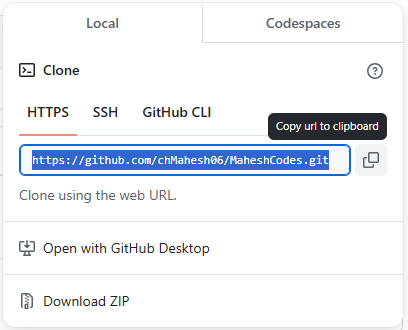 Local
Codespaces
Clone
HTTPS
SSH
GitHub CLI
Copy url to clipboard
https://github.com/chMahesh06/MaheshCodes.git
Clone using the web URL.
Open with GitHub Desktop
Download ZIP